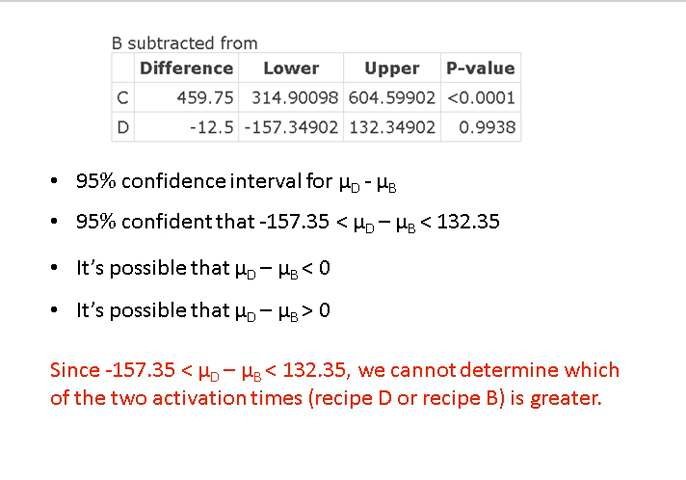 B subtracted from
Difference Lower Upper P-value
C 459.75 314.90098 604.59902 <0.0001
D -12.5 -157.34902 132.34902 0.9938
• 95% confidence interval for μD - μB
• 95% confident that -157.35 < μD – μB < 132.35
• It's possible that μD – μB < 0
• It's possible that μD – μB > 0
Since -157.35 < μD – μB < 132.35, we cannot determine which
of the two activation times (recipe D or recipe B) is greater.